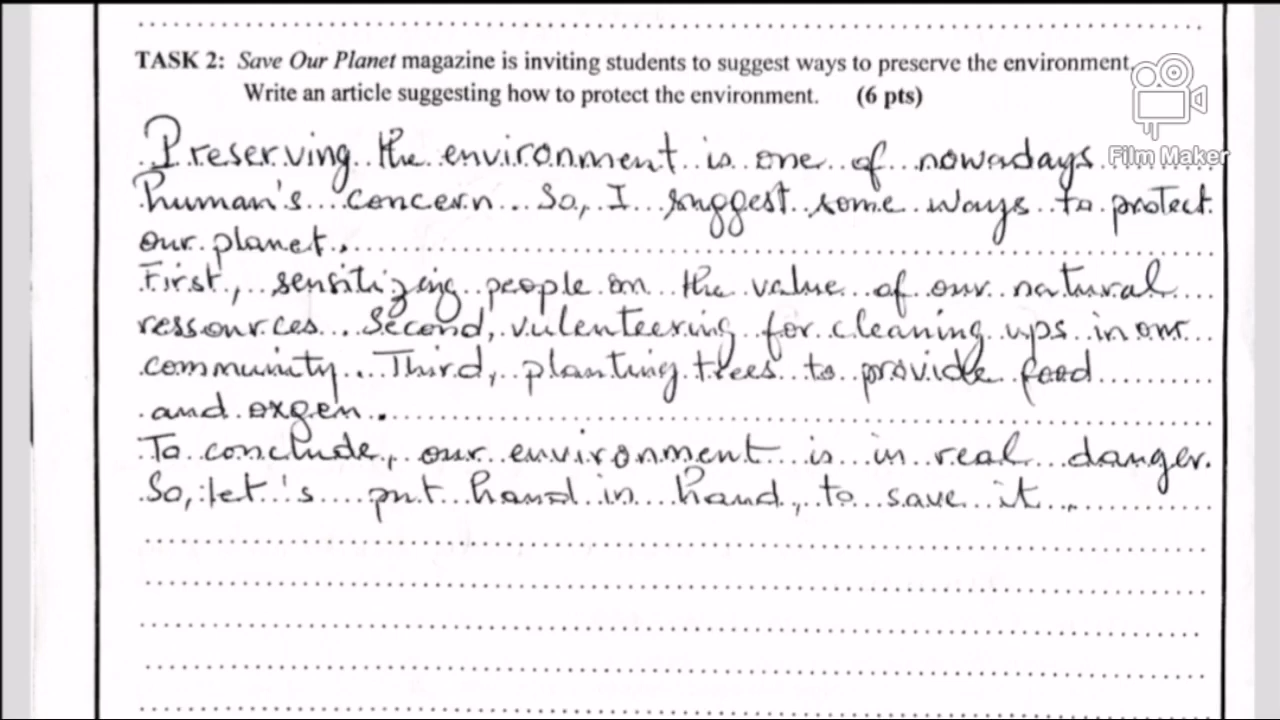 TASK 2: Save Our Planet magazine is inviting students to suggest ways to preserve the environment.
Write an article suggesting how to protect the environment. (6 pts)
Film Maker
Preserving the environment is one of nowadays
human's concern. So, I suggest some ways to protect
our planet.
First, sensitizing people on the value of our natural
ressources. Second, vulenteering for cleaning ups in our
community. Third, planting trees to provide food
and oxgen.
To conclude, our environment is in real danger.
So, let's put hand in hand, to save it.